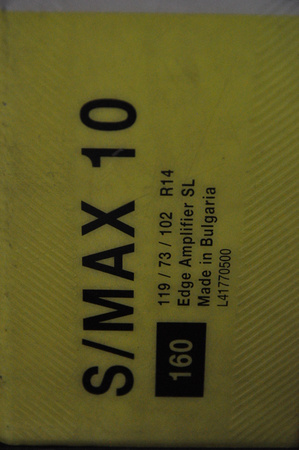 S/MAX 10
160
119 / 73 / 102 R14
Edge Amplifier SL
Made in Bulgaria
L41770500